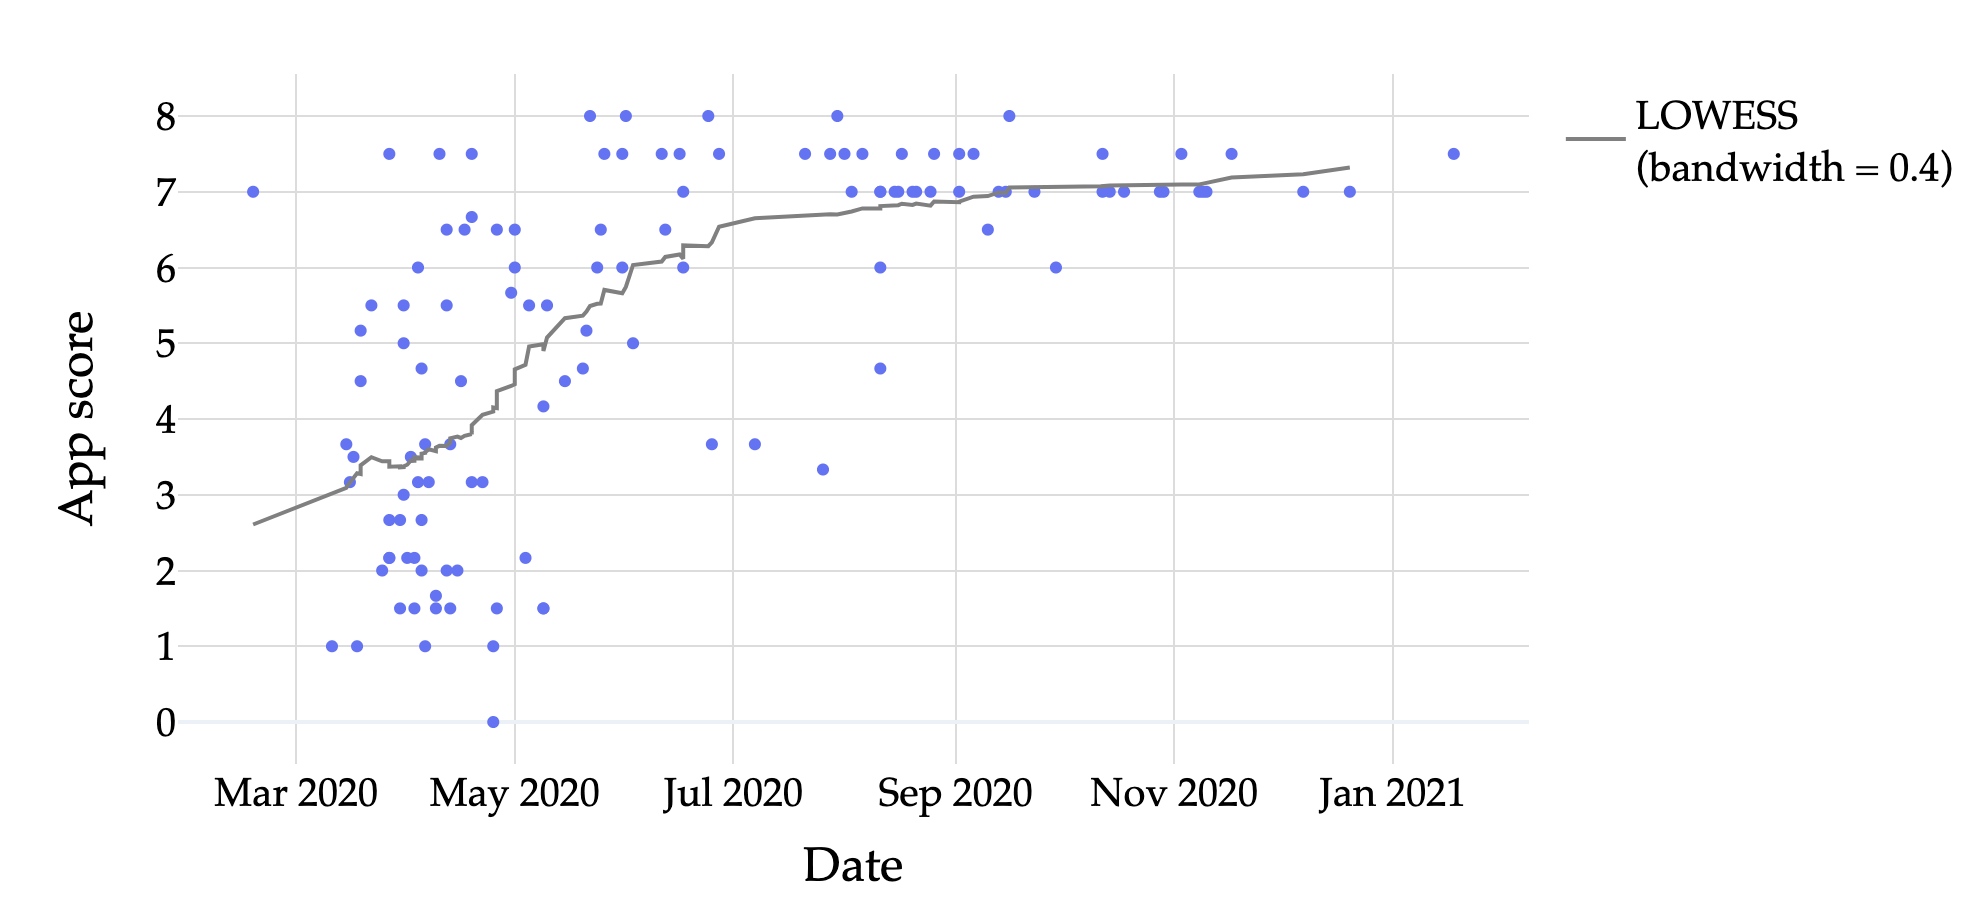 LOWESS
(bandwidth = 0.4)
8
7
6
5
4
3
2
1
0
App score
Mar 2020
May 2020
Jul 2020
Sep 2020
Nov 2020
Jan 2021
Date